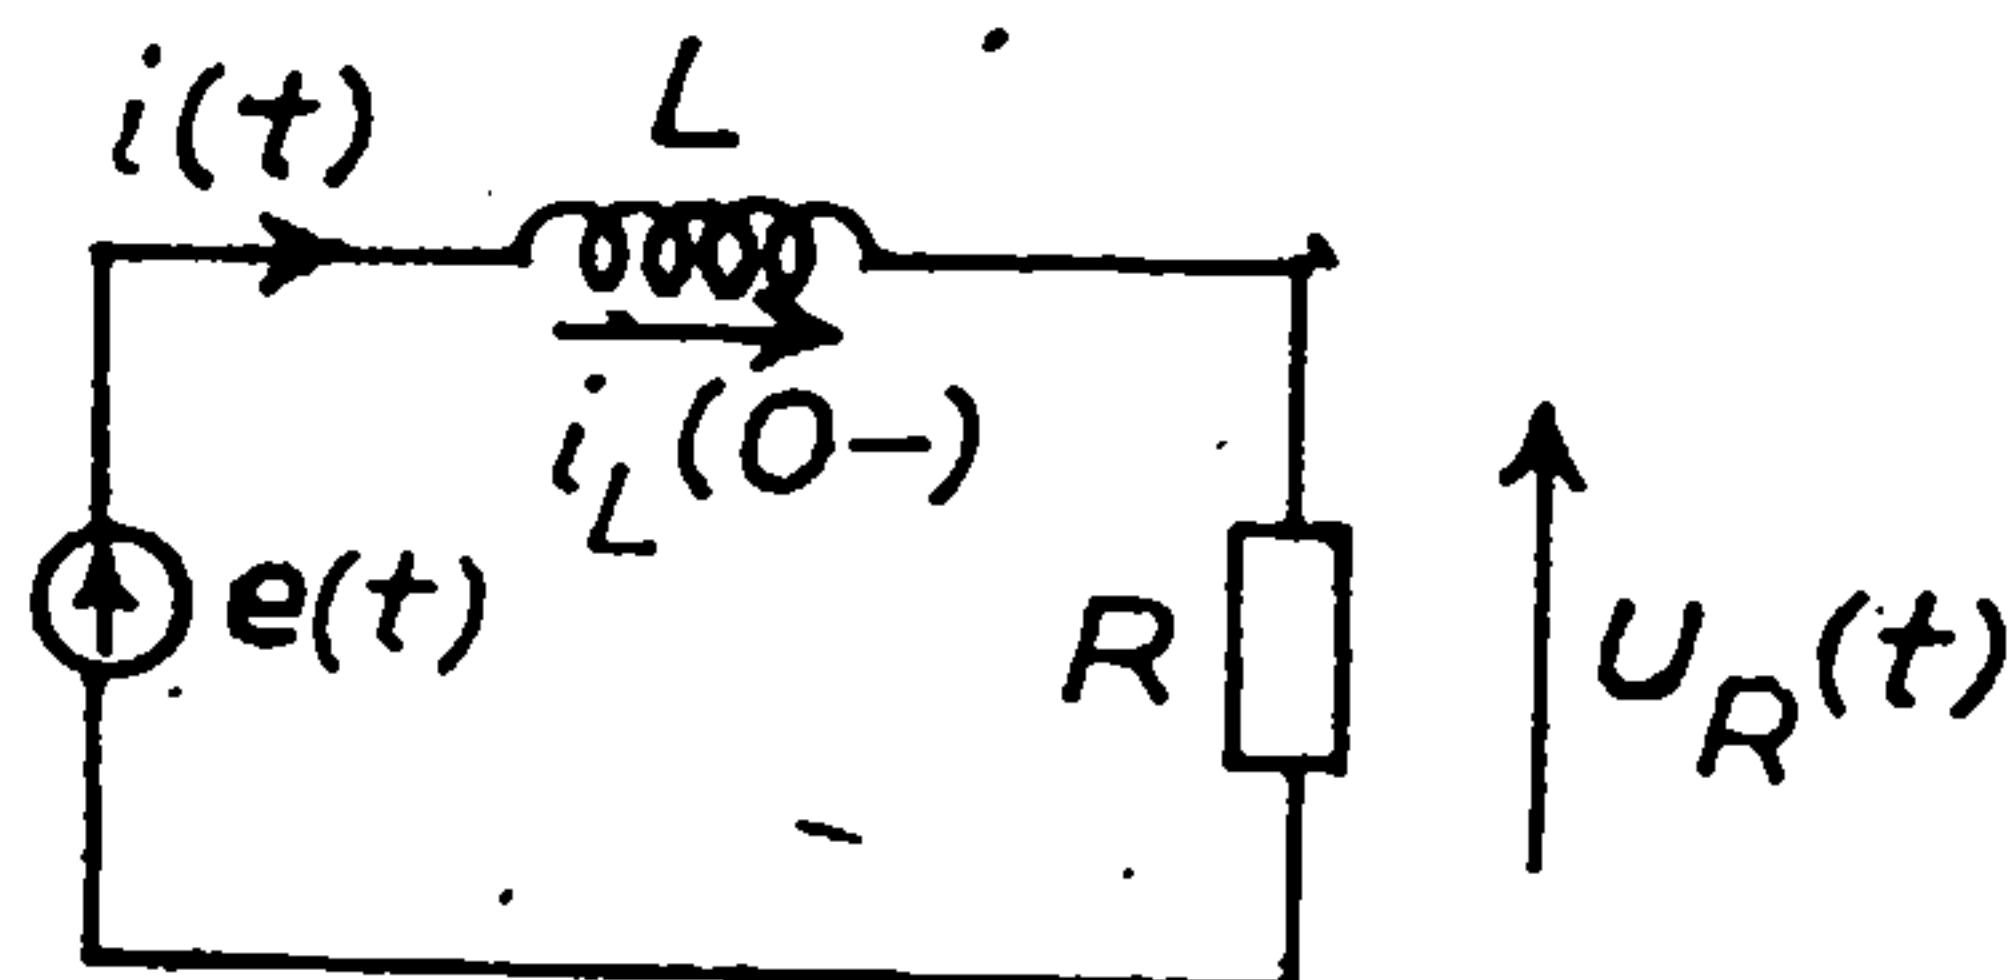 i(t)
L
i_L(0-)
e(t)
R
U_R(t)